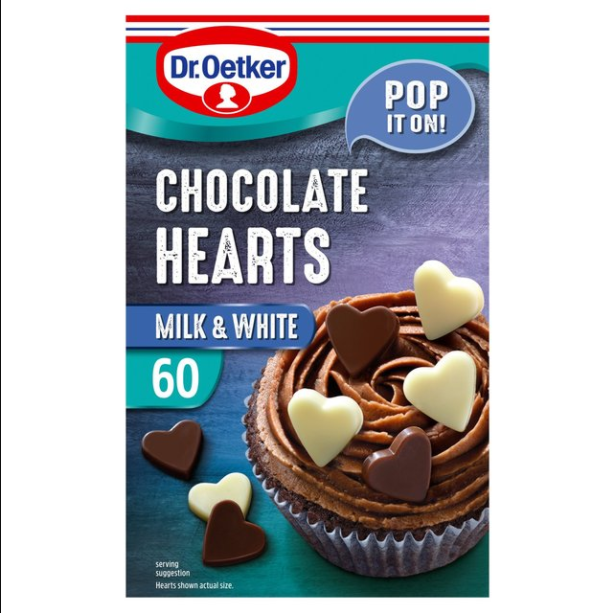 Dr.Oetker
POP
IT ON!
CHOCOLATE
HEARTS
MILK & WHITE
60
serving
suggestion
Hearts shown actual size.